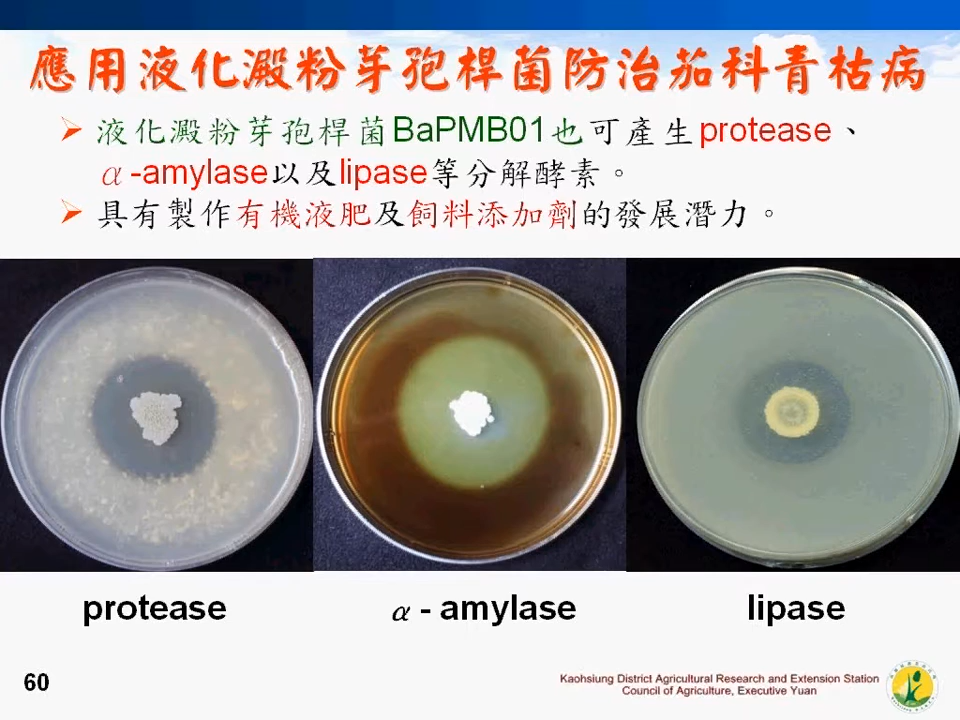 應用液化澱粉芽孢桿菌防治茄科青枯病
液化澱粉芽孢桿菌BaPMB01也可產生protease、
α-amylase以及lipase等分解酵素。
具有製作有機液肥及飼料添加劑的發展潛力。
protease
α - amylase
lipase
60
Kaohsiung District Agricultural Research and Extension Station
Council of Agriculture, Executive Yuan